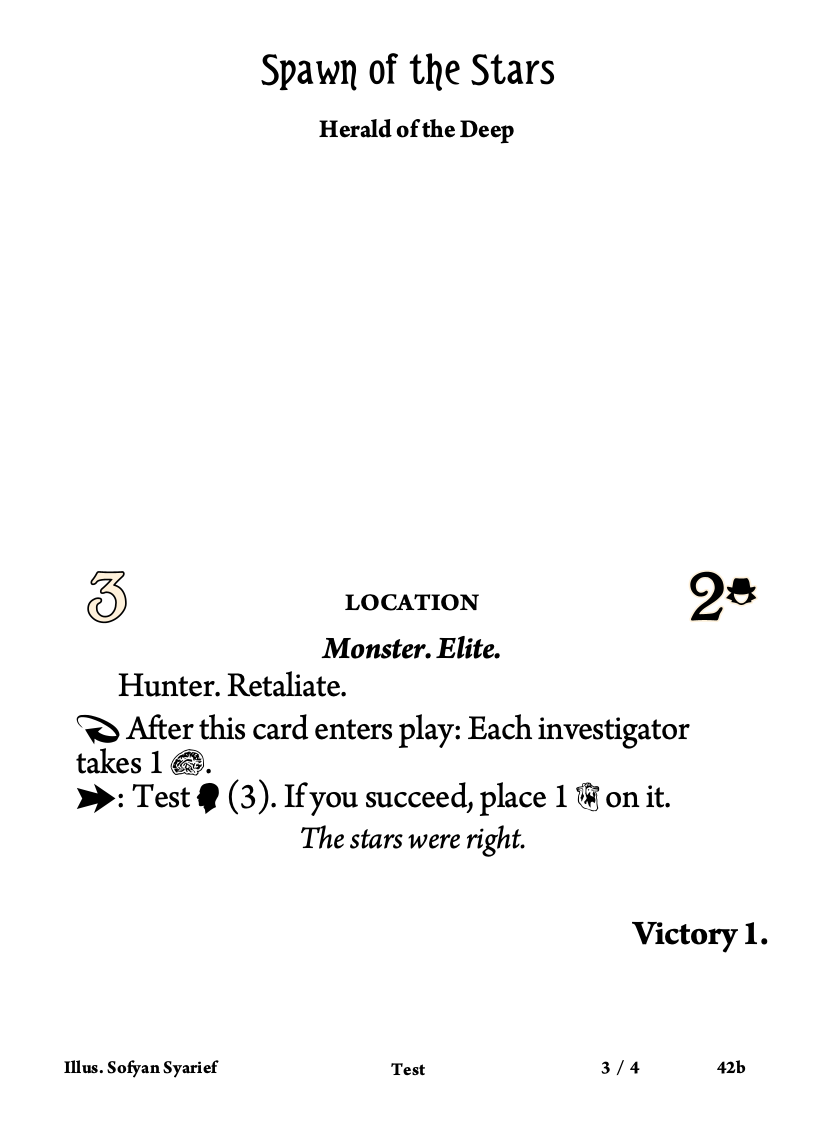 Spawn of the Stars
Herald of the Deep
3
LOCATION
2
Monster. Elite.
Hunter. Retaliate.
After this card enters play: Each investigator
takes 1 .
: Test (3). If you succeed, place 1 on it.
The stars were right.
Victory 1.
Illus. Sofyan Syarief
Test
3 / 4
42b